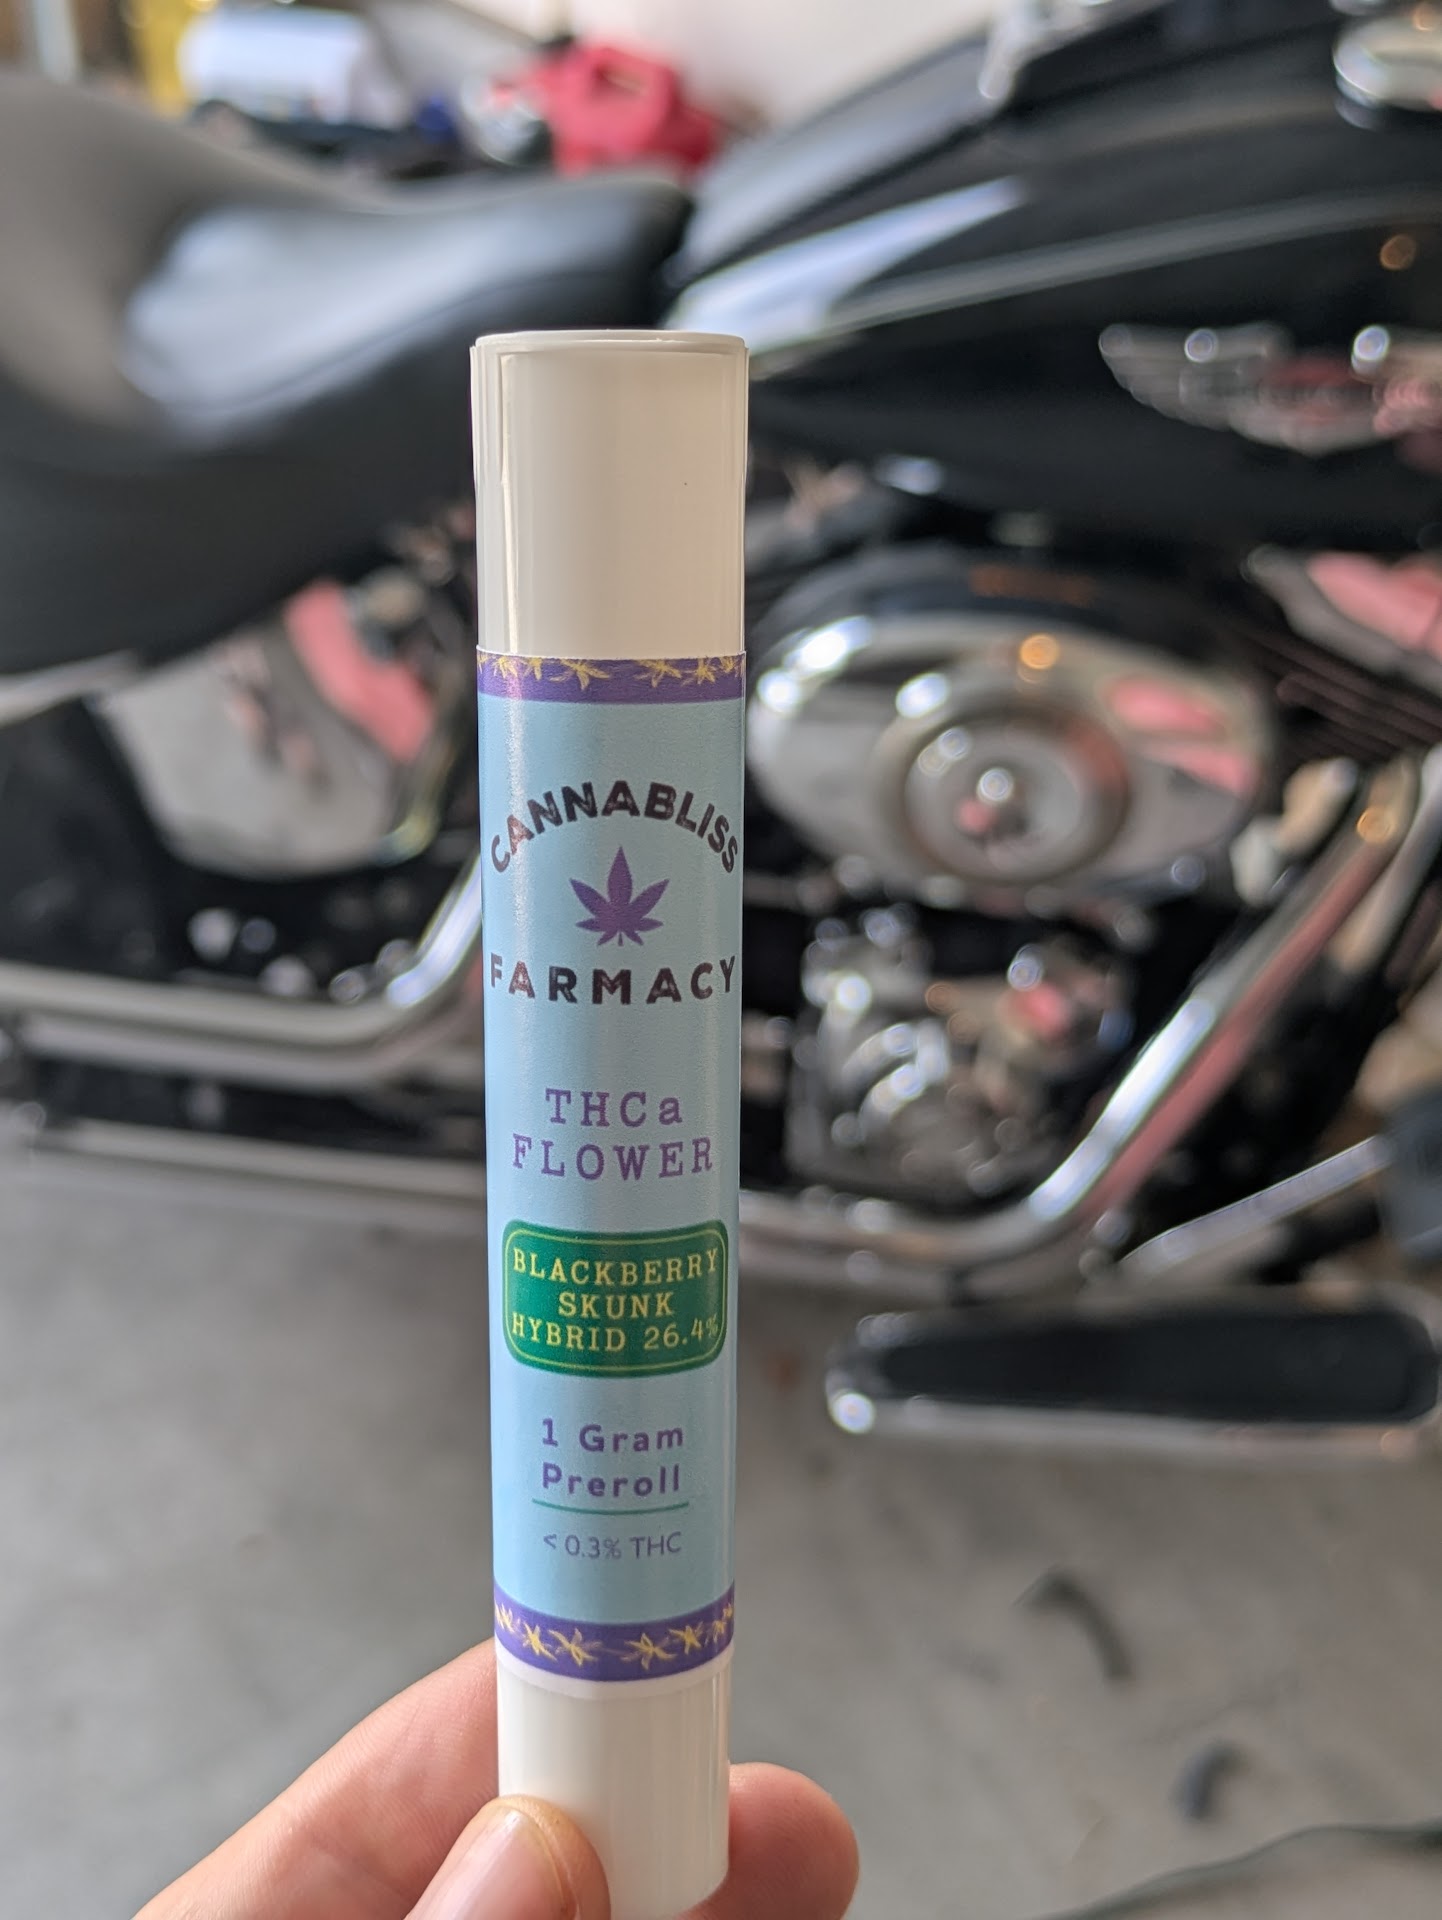 CANNABLISS
FARMACY
THCa
FLOWER
BLACKBERRY
SKUNK
HYBRID 26.4%
1 Gram
Preroll
< 0.3% THC